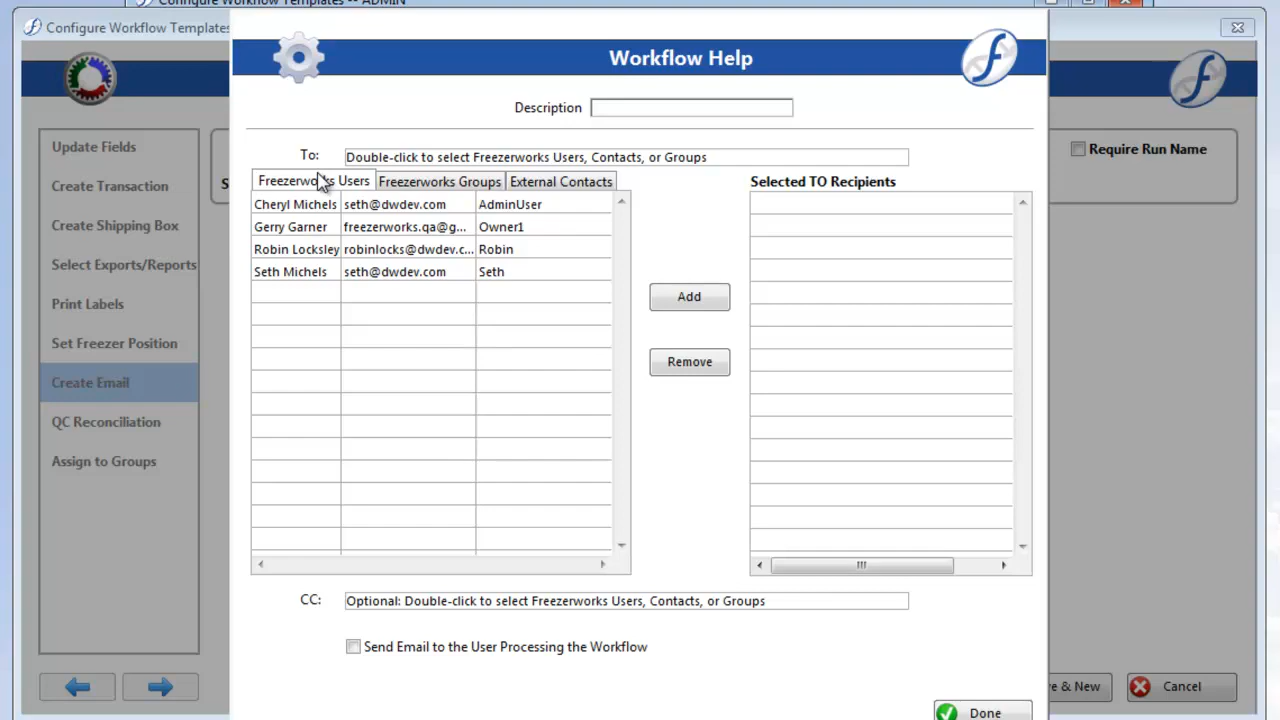 Configure Workflow Templates -- ADMIN
Configure Workflow Templates
Workflow Help
Description
Update Fields
Create Transaction
Create Shipping Box
Select Exports/Reports
Print Labels
Set Freezer Position
Create Email
QC Reconciliation
Assign to Groups
S
Require Run Name
To: Double-click to select Freezerworks Users, Contacts, or Groups
Freezerworks Users Freezerworks Groups External Contacts
Selected TO Recipients
Cheryl Michels seth@dwdev.com AdminUser
Gerry Garner freezerworks.qa@g... Owner1
Robin Locksley robinlocks@dwdev.c... Robin
Seth Michels seth@dwdev.com Seth
Add
Remove
CC: Optional: Double-click to select Freezerworks Users, Contacts, or Groups
Send Email to the User Processing the Workflow
e & New
Cancel
Done